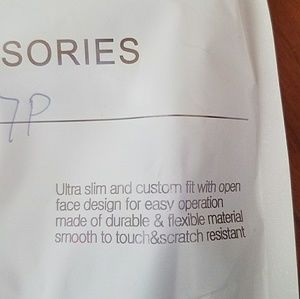 SORIES
7P
Ultra slim and custom fit with open
face design for easy operation
made of durable & flexible material
smooth to touch&scratch resistant